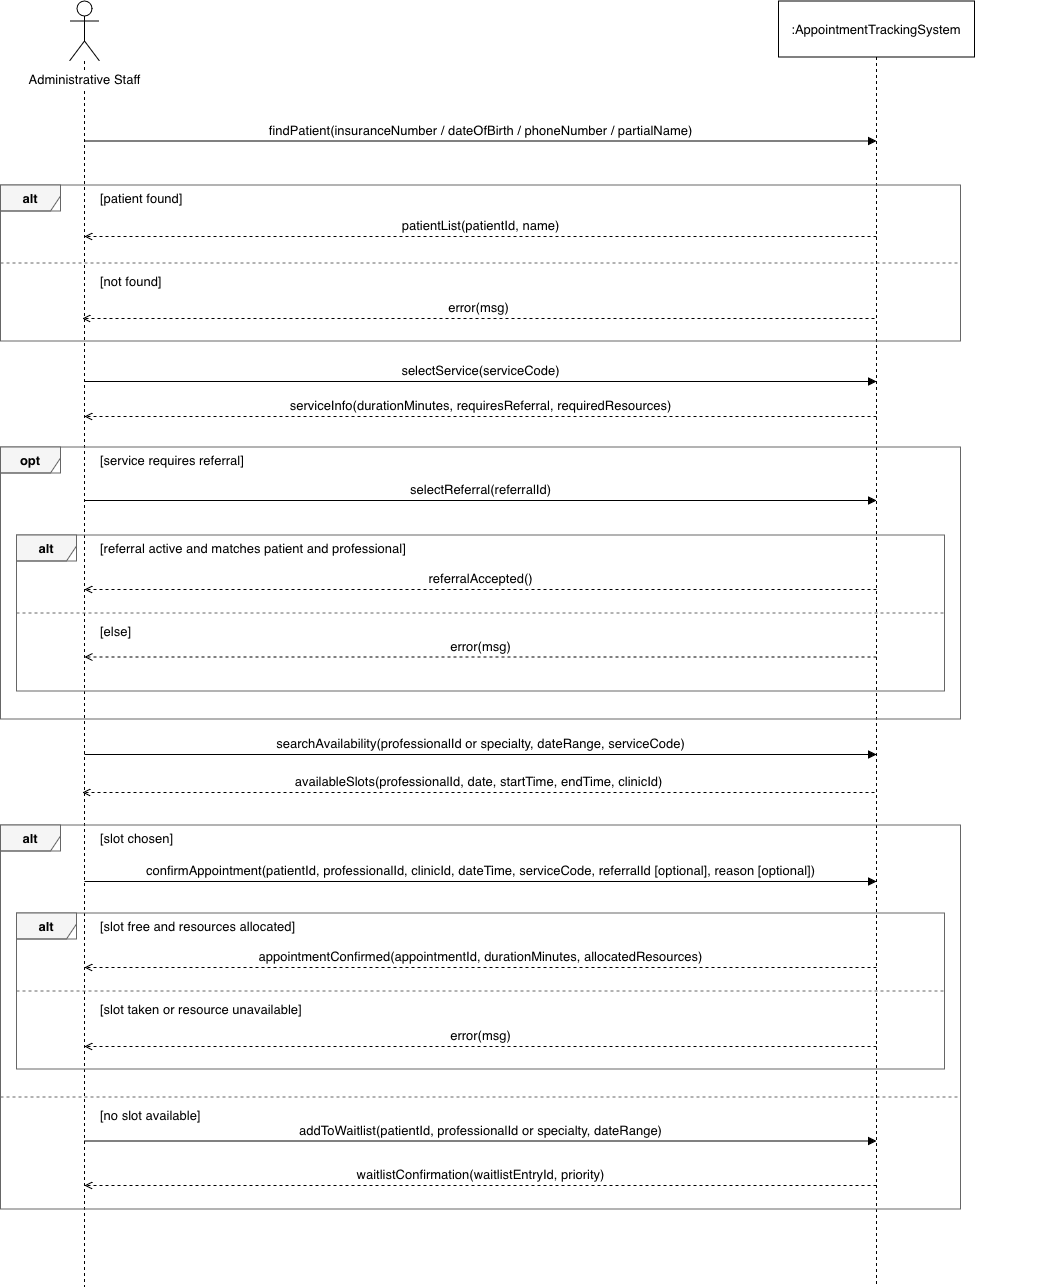 :AppointmentTrackingSystem
Administrative Staff
findPatient(insuranceNumber / dateOfBirth / phoneNumber / partialName)
alt
[patient found]
patientList(patientId, name)
[not found]
error(msg)
selectService(serviceCode)
serviceInfo(durationMinutes, requiresReferral, requiredResources)
opt
[service requires referral]
selectReferral(referralId)
alt
[referral active and matches patient and professional]
referralAccepted()
[else]
error(msg)
searchAvailability(professionalId or specialty, dateRange, serviceCode)
availableSlots(professionalId, date, startTime, endTime, clinicId)
alt
[slot chosen]
confirmAppointment(patientId, professionalId, clinicId, dateTime, serviceCode, referralId [optional], reason [optional])
alt
[slot free and resources allocated]
appointmentConfirmed(appointmentId, durationMinutes, allocatedResources)
[slot taken or resource unavailable]
error(msg)
[no slot available]
addToWaitlist(patientId, professionalId or specialty, dateRange)
waitlistConfirmation(waitlistEntryId, priority)